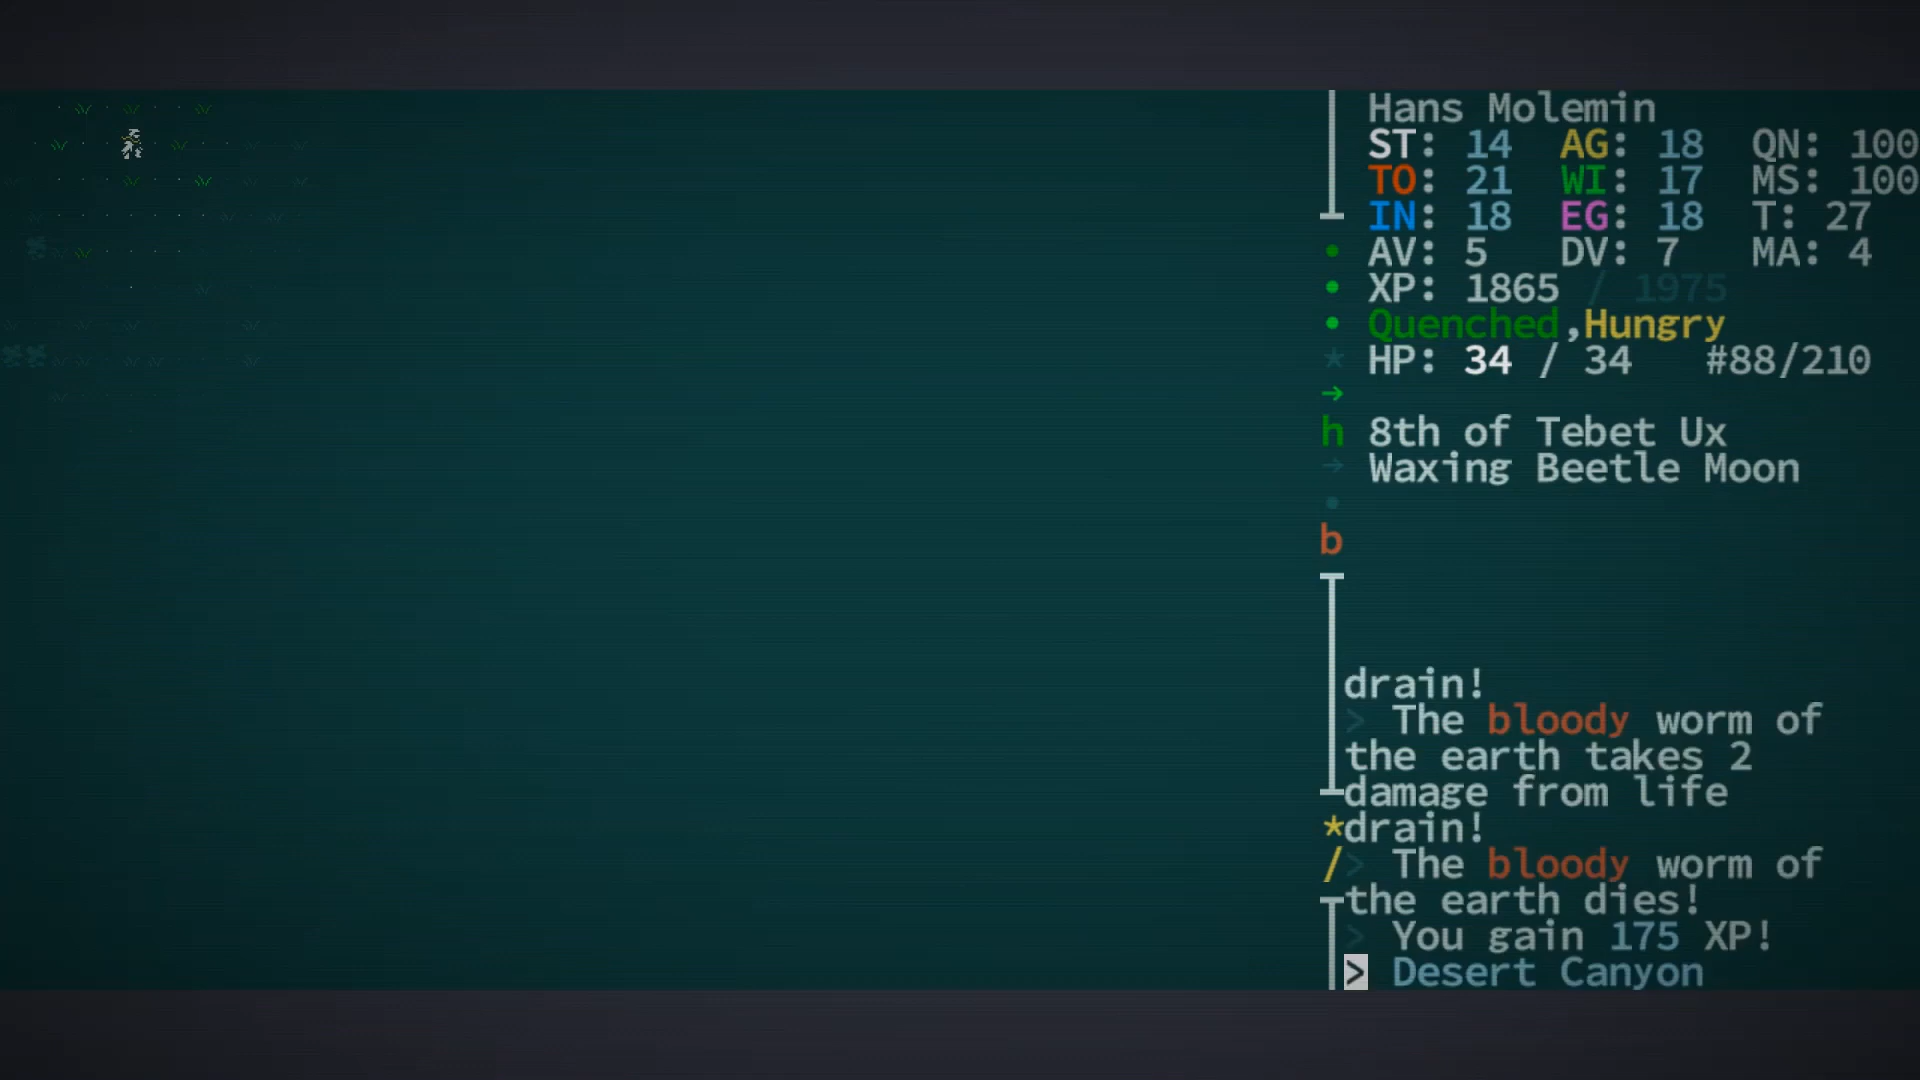 Hans Molemin
ST: 14 AG: 18 QN: 100
TO: 21 WI: 17 MS: 100
IN: 18 EG: 18 T: 27
AV: 5 DV: 7 MA: 4
XP: 1865 / 1975
Quenched,Hungry
HP: 34 / 34 #88/210
h 8th of Tebet Ux
Waxing Beetle Moon
b
drain!
> The bloody worm of
the earth takes 2
damage from life
*drain!
/> The bloody worm of
the earth dies!
> You gain 175 XP!
> Desert Canyon